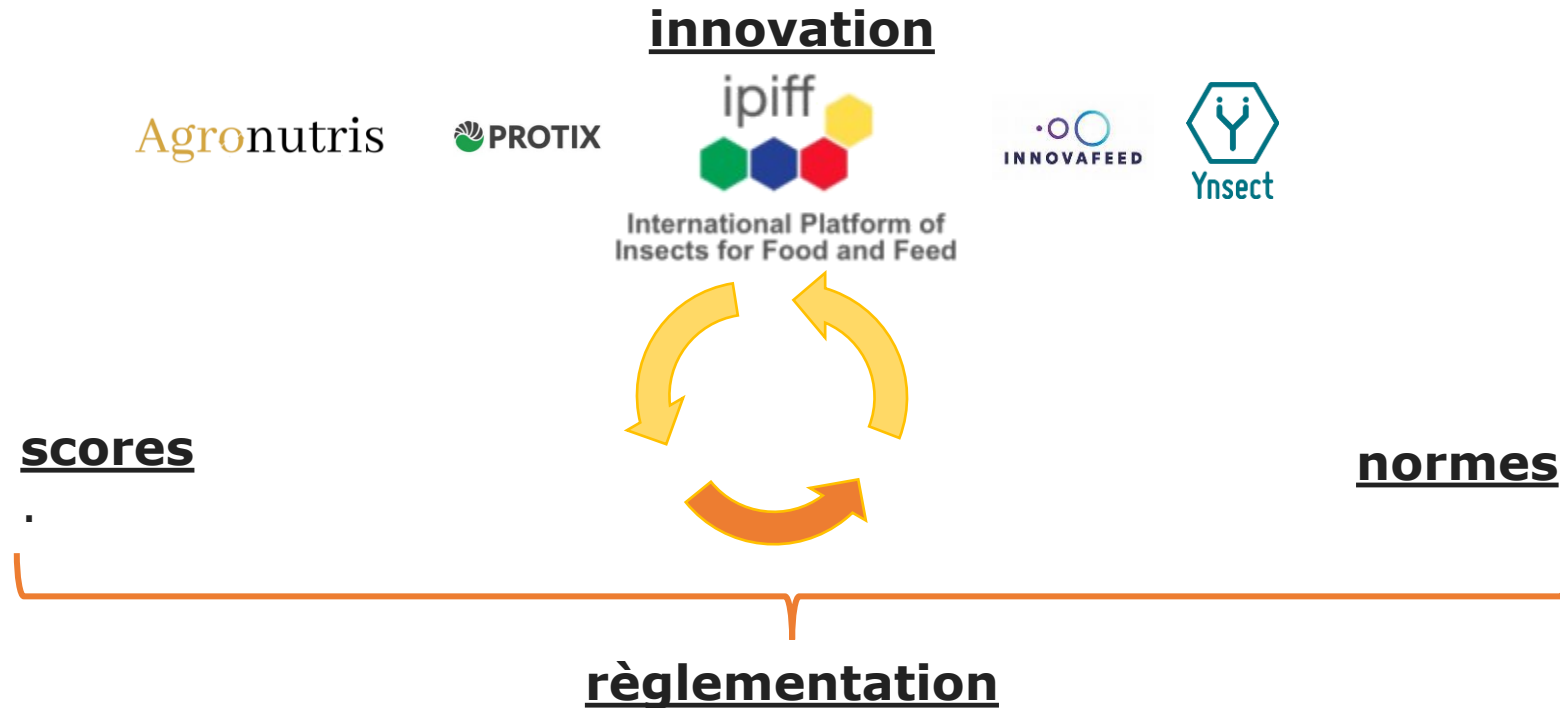 innovation
Agronutris
PROTIX
ipiff
International Platform of
Insects for Food and Feed
INNOVAFEED
Ynsect
scores
.
normes
règlementation